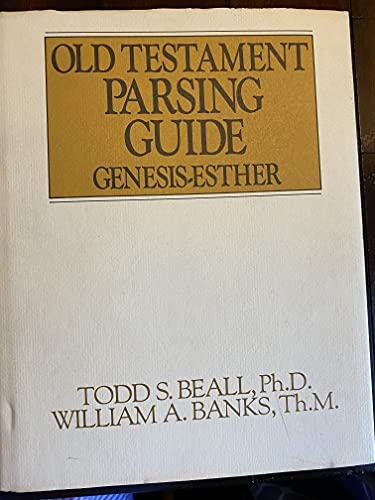 OLD TESTAMENT
PARSING
GUIDE
GENESIS-ESTHER
TODD S. BEALL, Ph.D.
WILLIAM A. BANKS, Th.M.